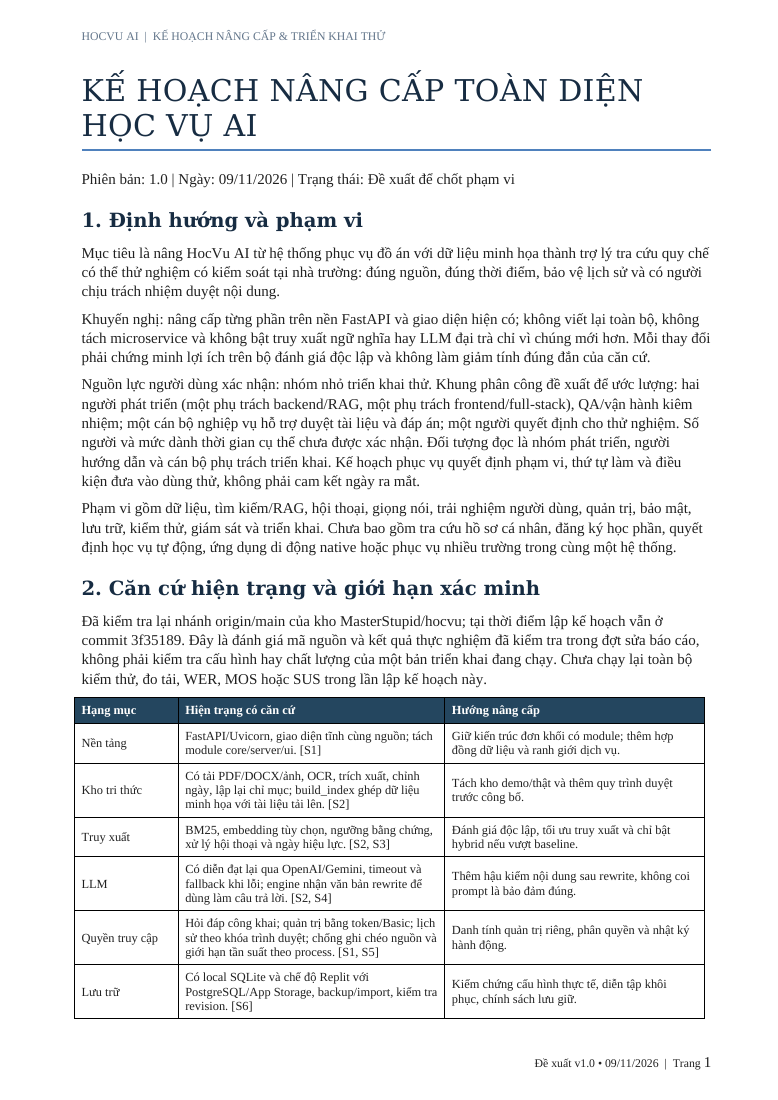 HOCVU AI | KẾ HOẠCH NÂNG CẤP & TRIỂN KHAI THỬ
KẾ HOẠCH NÂNG CẤP TOÀN DIỆN
HỌC VỤ AI
Phiên bản: 1.0 | Ngày: 09/11/2026 | Trạng thái: Đề xuất để chốt phạm vi
1. Định hướng và phạm vi
Mục tiêu là nâng HocVu AI từ hệ thống phục vụ đồ án với dữ liệu minh họa thành trợ lý tra cứu quy chế
có thể thử nghiệm có kiểm soát tại nhà trường: đúng nguồn, đúng thời điểm, bảo vệ lịch sử và có người
chịu trách nhiệm duyệt nội dung.
Khuyến nghị: nâng cấp từng phần trên nền FastAPI và giao diện hiện có; không viết lại toàn bộ, không
tách microservice và không bật truy xuất ngữ nghĩa hay LLM đại trà chỉ vì chúng mới hơn. Mỗi thay đổi
phải chứng minh lợi ích trên bộ đánh giá độc lập và không làm giảm tính đúng đắn của căn cứ.
Nguồn lực người dùng xác nhận: nhóm nhỏ triển khai thử. Khung phân công đề xuất để ước lượng: hai
người phát triển (một phụ trách backend/RAG, một phụ trách frontend/full-stack), QA/vận hành kiêm
nhiệm; một cán bộ nghiệp vụ hỗ trợ duyệt tài liệu và đáp án; một người quyết định cho thử nghiệm. Số
người và mức dành thời gian cụ thể chưa được xác nhận. Đối tượng đọc là nhóm phát triển, người
hướng dẫn và cán bộ phụ trách triển khai. Kế hoạch phục vụ quyết định phạm vi, thứ tự làm và điều
kiện đưa vào dùng thử, không phải cam kết ngày ra mắt.
Phạm vi gồm dữ liệu, tìm kiếm/RAG, hội thoại, giọng nói, trải nghiệm người dùng, quản trị, bảo mật,
lưu trữ, kiểm thử, giám sát và triển khai. Chưa bao gồm tra cứu hồ sơ cá nhân, đăng ký học phần, quyết
định học vụ tự động, ứng dụng di động native hoặc phục vụ nhiều trường trong cùng một hệ thống.
2. Căn cứ hiện trạng và giới hạn xác minh
Đã kiểm tra lại nhánh origin/main của kho MasterStupid/hocvu; tại thời điểm lập kế hoạch vẫn ở
commit 3f35189. Đây là đánh giá mã nguồn và kết quả thực nghiệm đã kiểm tra trong đợt sửa báo cáo,
không phải kiểm tra cấu hình hay chất lượng của một bản triển khai đang chạy. Chưa chạy lại toàn bộ
kiểm thử, đo tải, WER, MOS hoặc SUS trong lần lập kế hoạch này.
Hạng mục
Hiện trạng có căn cứ
Hướng nâng cấp
Nền tảng
FastAPI/Uvicorn, giao diện tĩnh cùng nguồn; tách
module core/server/ui. [S1]
Giữ kiến trúc đơn khối có module; thêm hợp
đồng dữ liệu và ranh giới dịch vụ.
Kho tri thức
Có tải PDF/DOCX/ảnh, OCR, trích xuất, chỉnh
ngày, lập lại chỉ mục; build_index ghép dữ liệu
minh họa với tài liệu tải lên. [S2]
Tách kho demo/thật và thêm quy trình duyệt
trước công bố.
Truy xuất
BM25, embedding tùy chọn, ngưỡng bằng chứng,
xử lý hội thoại và ngày hiệu lực. [S2, S3]
Đánh giá độc lập, tối ưu truy xuất và chỉ bật
hybrid nếu vượt baseline.
LLM
Có diễn đạt lại qua OpenAI/Gemini, timeout và
fallback khi lỗi; engine nhận văn bản rewrite để
dùng làm câu trả lời. [S2, S4]
Thêm hậu kiểm nội dung sau rewrite, không coi
prompt là bảo đảm đúng.
Quyền truy cập
Hỏi đáp công khai; quản trị bằng token/Basic; lịch
sử theo khóa trình duyệt; chống ghi chéo nguồn và
giới hạn tần suất theo process. [S1, S5]
Danh tính quản trị riêng, phân quyền và nhật ký
hành động.
Lưu trữ
Có local SQLite và chế độ Replit với
PostgreSQL/App Storage, backup/import, kiểm tra
revision. [S6]
Kiểm chứng cấu hình thực tế, diễn tập khôi
phục, chính sách lưu giữ.
Đề xuất v1.0 • 09/11/2026 | Trang 1